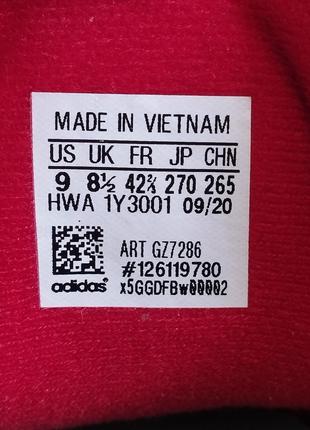 MADE IN VIETNAM
US UK FR JP CHN
9 8½ 42⅔ 270 265
HWA 1Y3001 09/20
ART GZ7286
#126119780
adidas x5GGDFBw00002